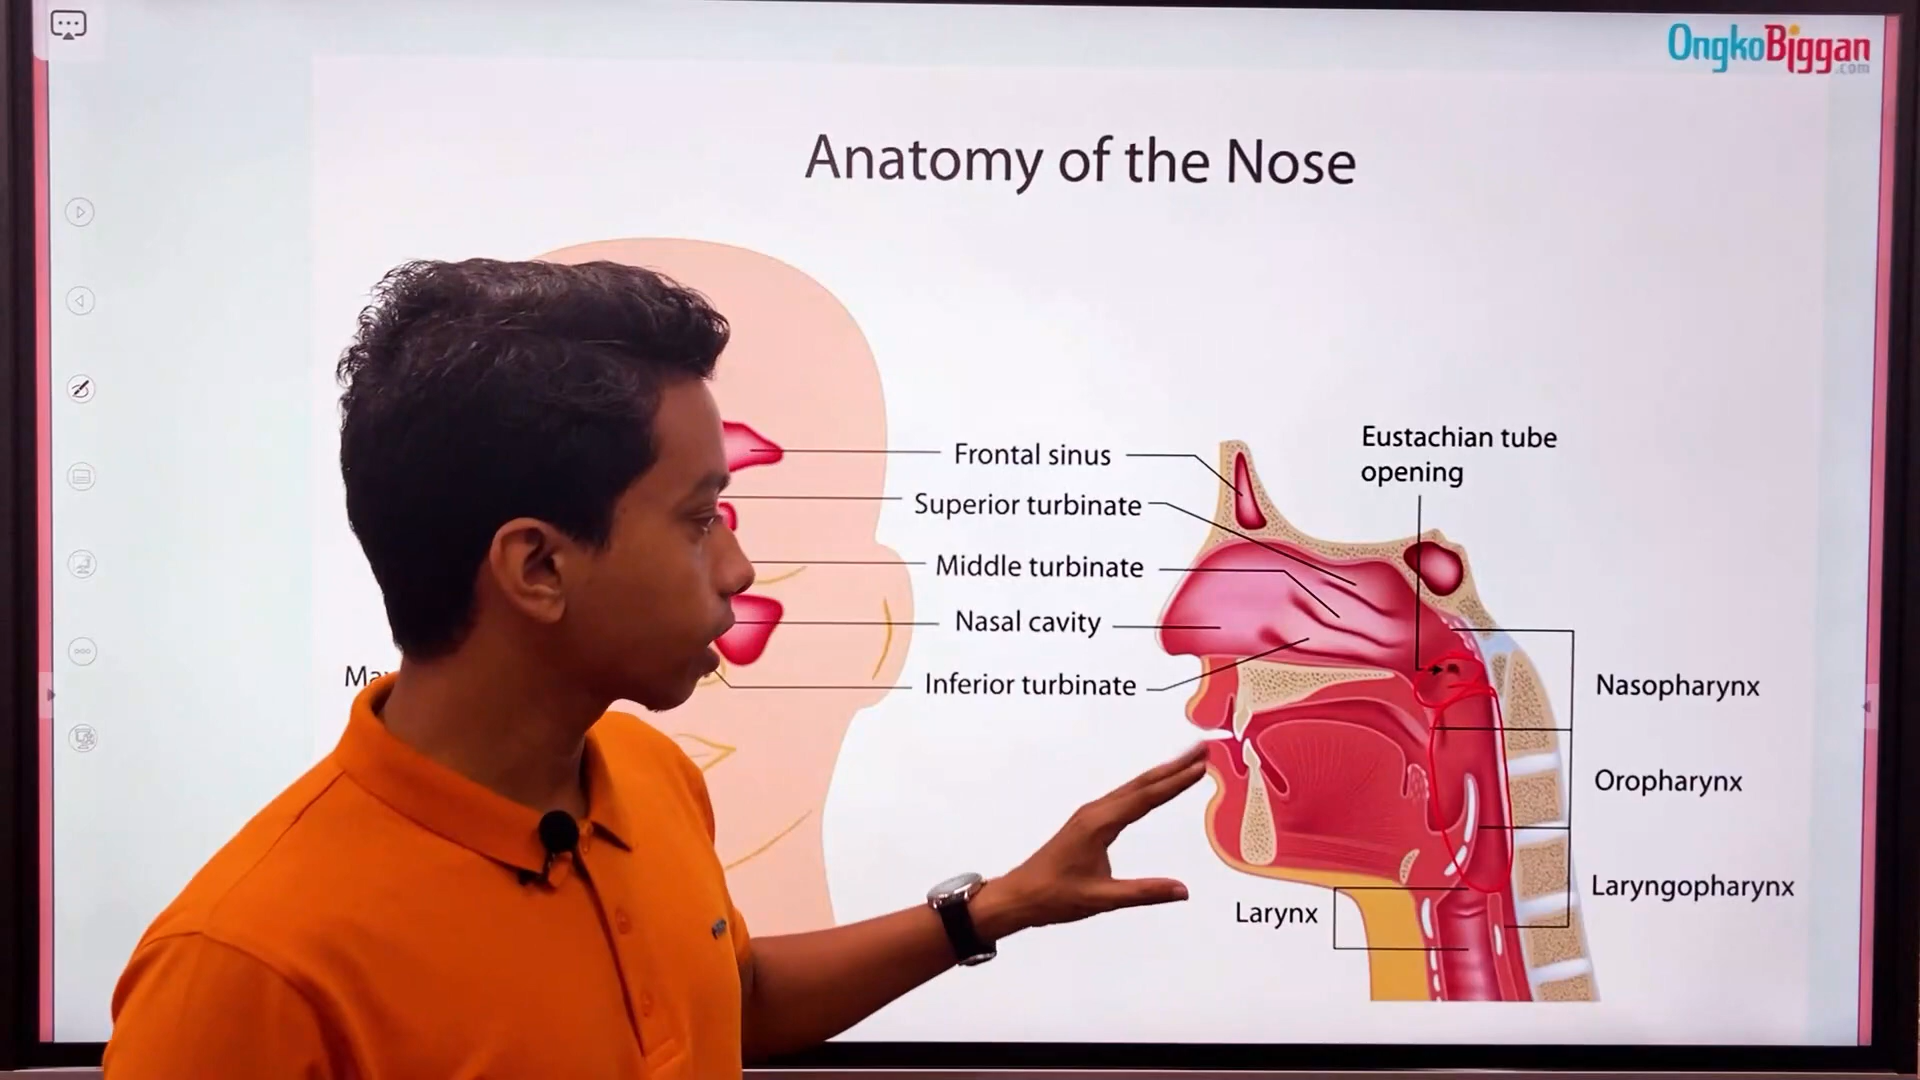 OngkoBiggan
.com
Anatomy of the Nose
Eustachian tube
opening
Frontal sinus
Superior turbinate
Middle turbinate
Nasal cavity
Inferior turbinate
Nasopharynx
Oropharynx
Laryngopharynx
Larynx